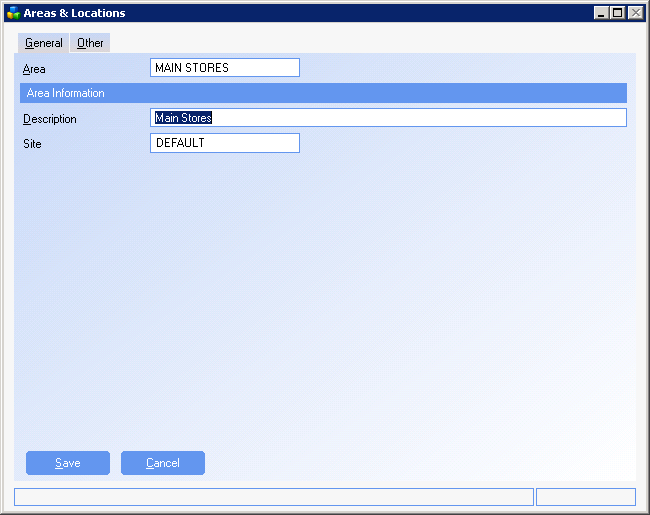 Areas & Locations
General Other
Area MAIN STORES
Area Information
Description Main Stores
Site DEFAULT
Save Cancel